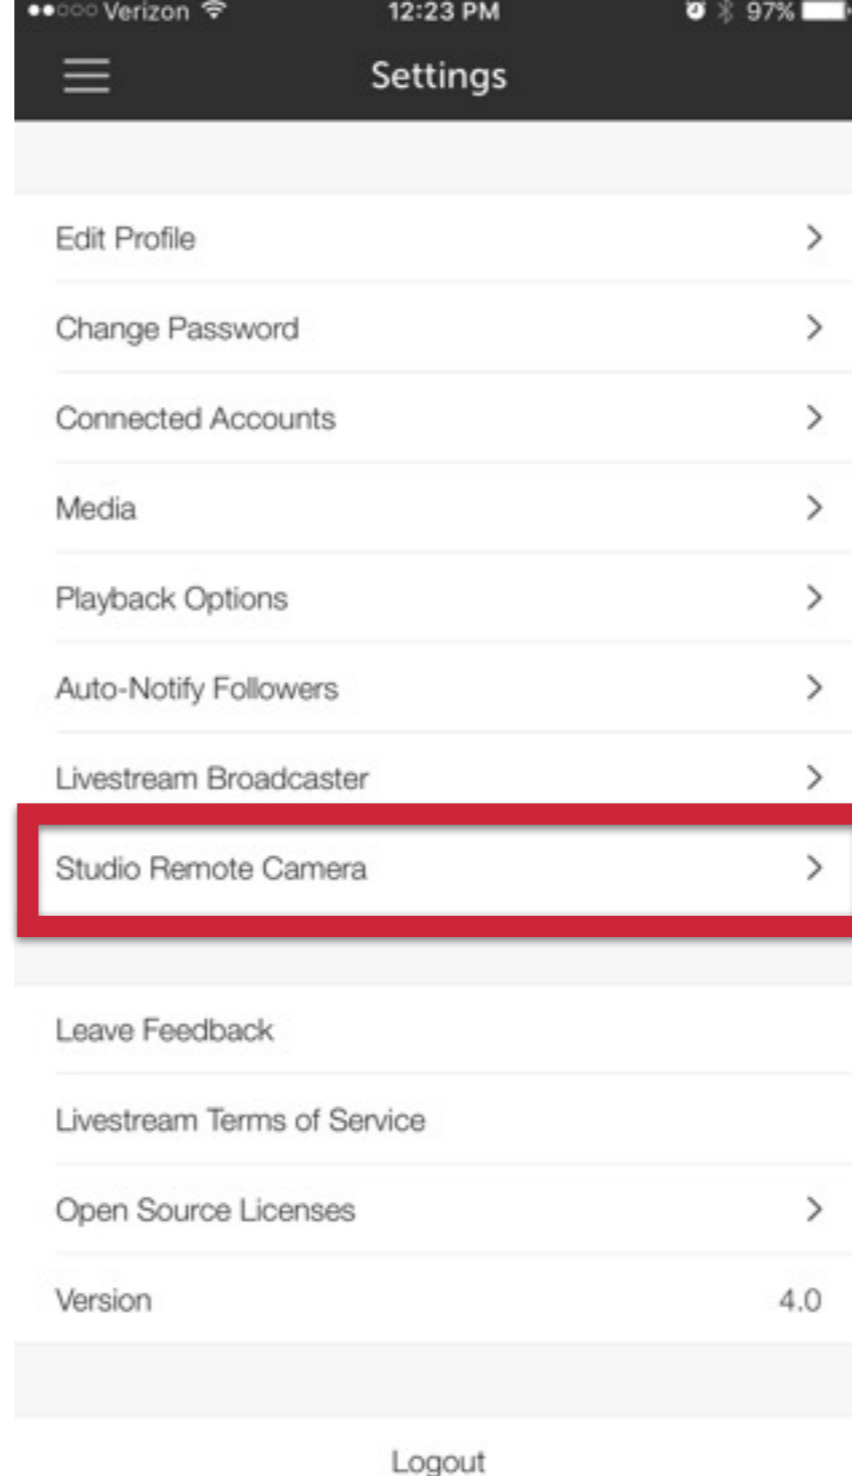 Verizon 12:23 PM 97%
Settings
Edit Profile
Change Password
Connected Accounts
Media
Playback Options
Auto-Notify Followers
Livestream Broadcaster
Studio Remote Camera
Leave Feedback
Livestream Terms of Service
Open Source Licenses
Version 4.0
Logout